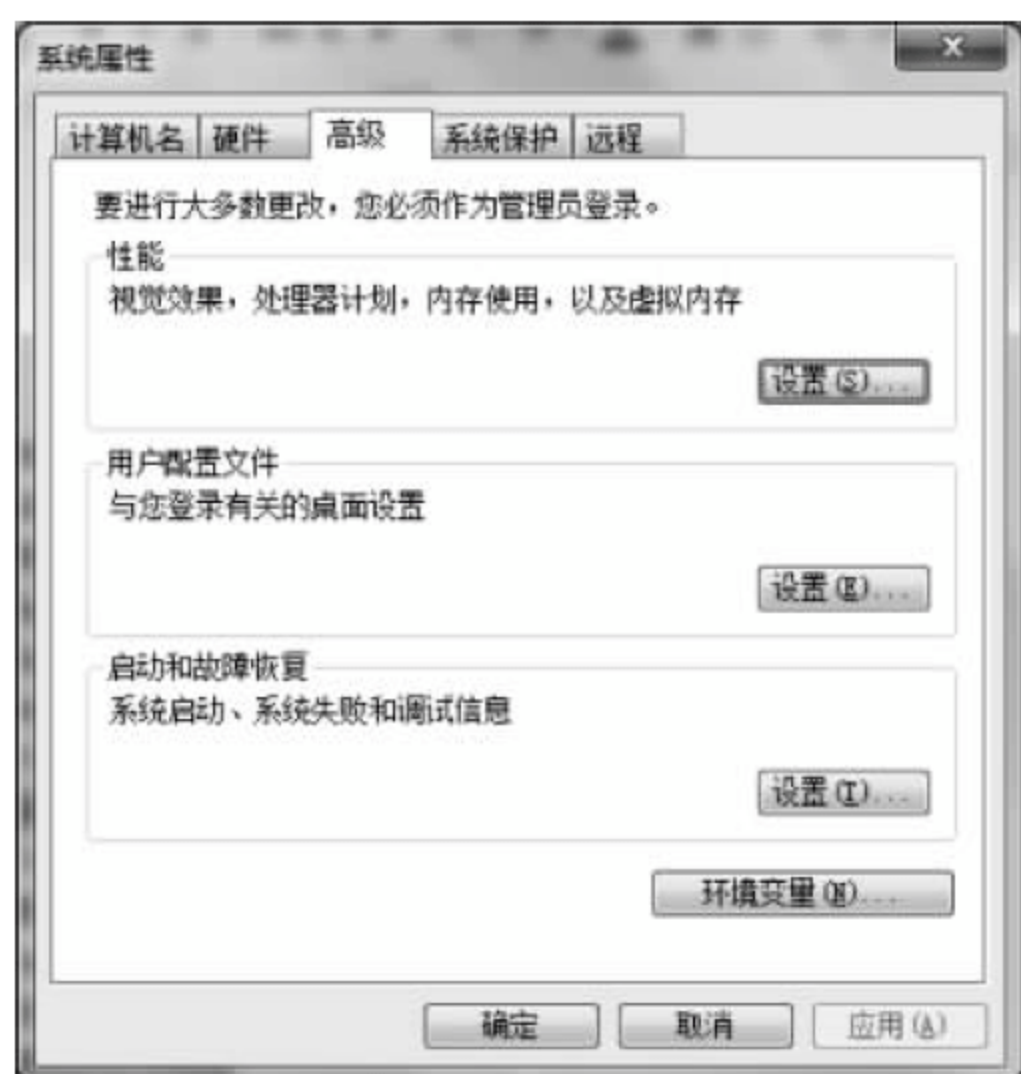 系统属性
计算机名 硬件 高级 系统保护 远程
要进行大多数更改，您必须作为管理员登录。
性能
视觉效果，处理器计划，内存使用，以及虚拟内存
设置(S)...
用户配置文件
与您登录有关的桌面设置
设置(E)...
启动和故障恢复
系统启动、系统失败和调试信息
设置(T)...
环境变量(N)...
确定 取消 应用(A)